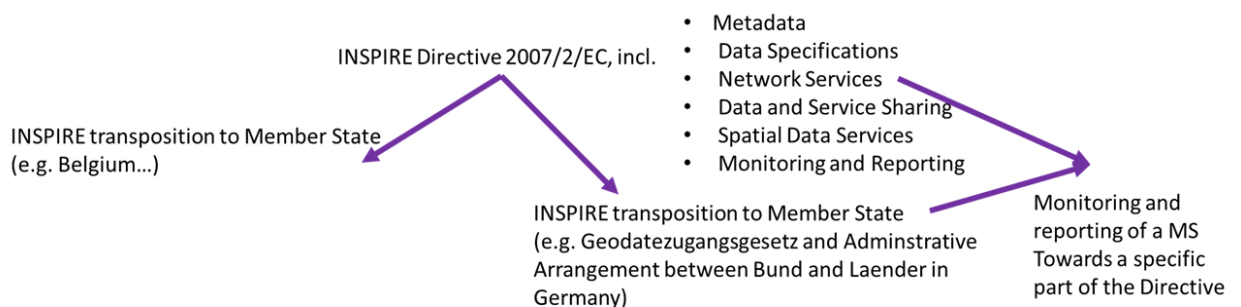 INSPIRE Directive 2007/2/EC, incl.
• Metadata
• Data Specifications
• Network Services
• Data and Service Sharing
• Spatial Data Services
• Monitoring and Reporting
INSPIRE transposition to Member State
(e.g. Belgium...)
INSPIRE transposition to Member State
(e.g. Geodatezugangsgesetz and Adminstrative
Arrangement between Bund and Laender in
Germany)
Monitoring and
reporting of a MS
Towards a specific
part of the Directive